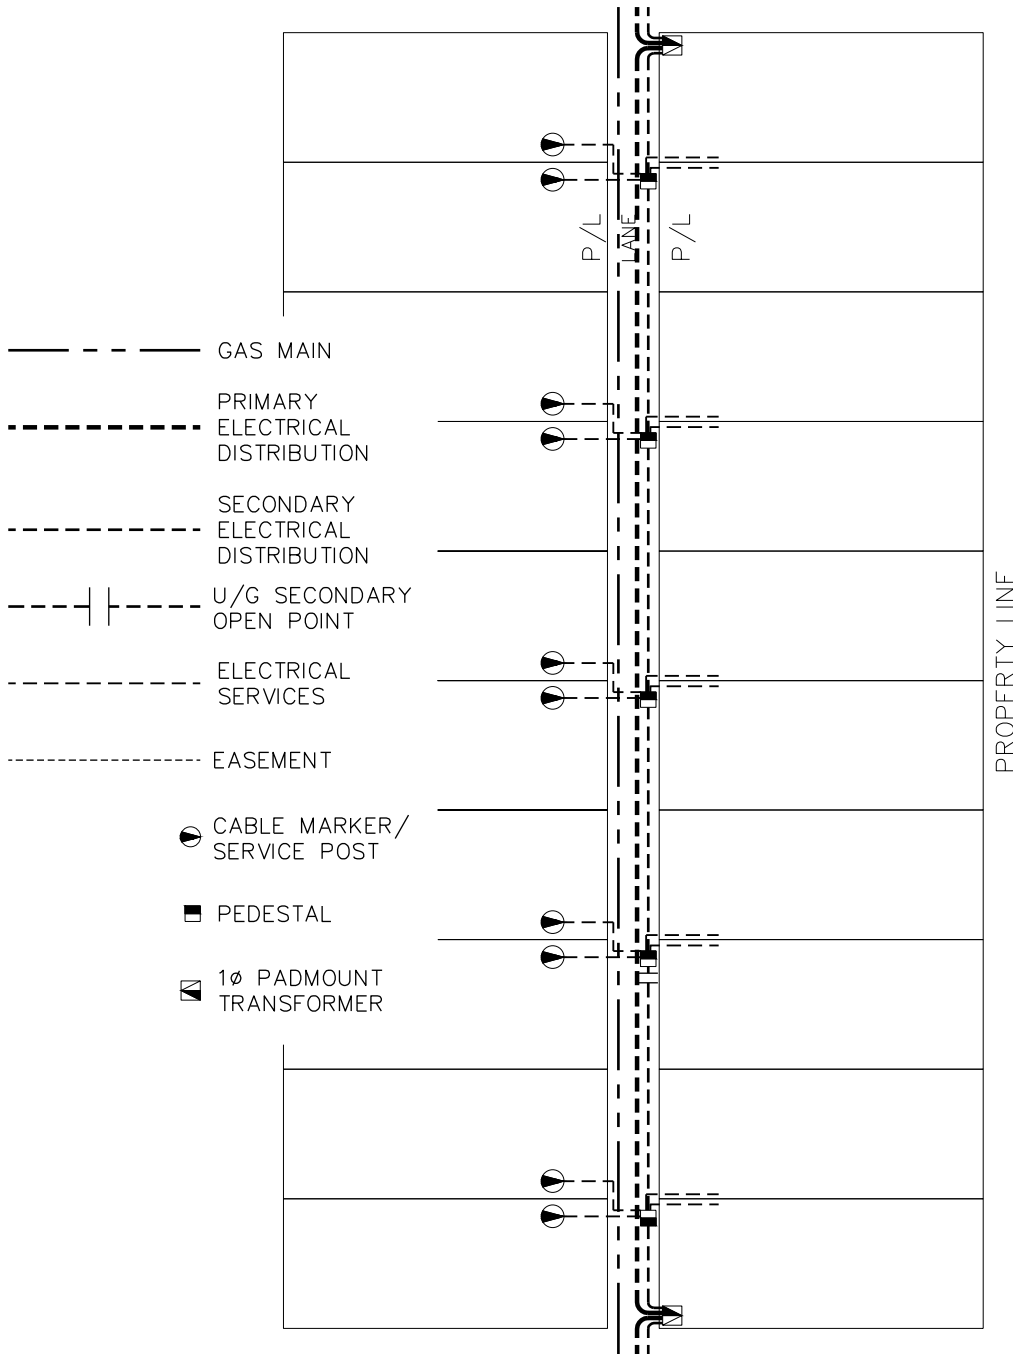 P/L
LANE
P/L
GAS MAIN
PRIMARY
ELECTRICAL
DISTRIBUTION
SECONDARY
ELECTRICAL
DISTRIBUTION
U/G SECONDARY
OPEN POINT
ELECTRICAL
SERVICES
EASEMENT
CABLE MARKER/
SERVICE POST
PEDESTAL
1ø PADMOUNT
TRANSFORMER
PROPERTY LINE